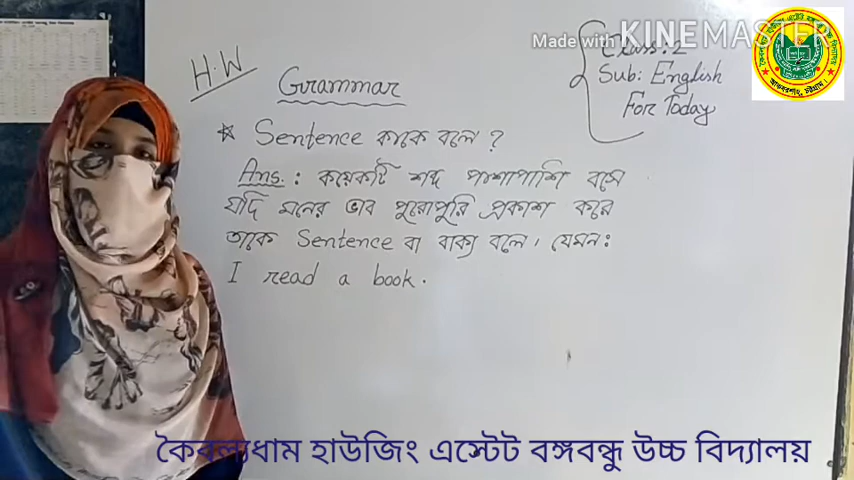 Made with KINEMASTER
Class: 2
Sub: English
For Today
H.W
Grammar
Sentence কাকে বলে ?
Ans.: কয়েকটি শব্দ পাশাপাশি বসে
যদি মনের ভাব পুরোপুরি প্রকাশ করে
তাকে Sentence বা বাক্য বলে। যেমনঃ
I read a book.
কৈবল্যধাম হাউজিং এস্টেট বঙ্গবন্ধু উচ্চ বিদ্যালয়